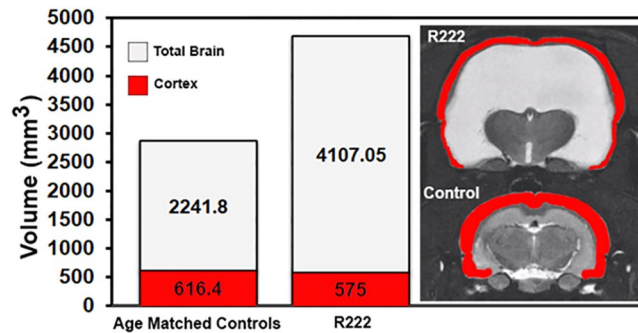 5000
4500
4000
3500
3000
2500
2000
1500
1000
500
0
Volume (mm³)
Total Brain
Cortex
2241.8
616.4
4107.05
575
Age Matched Controls
R222
R222
Control